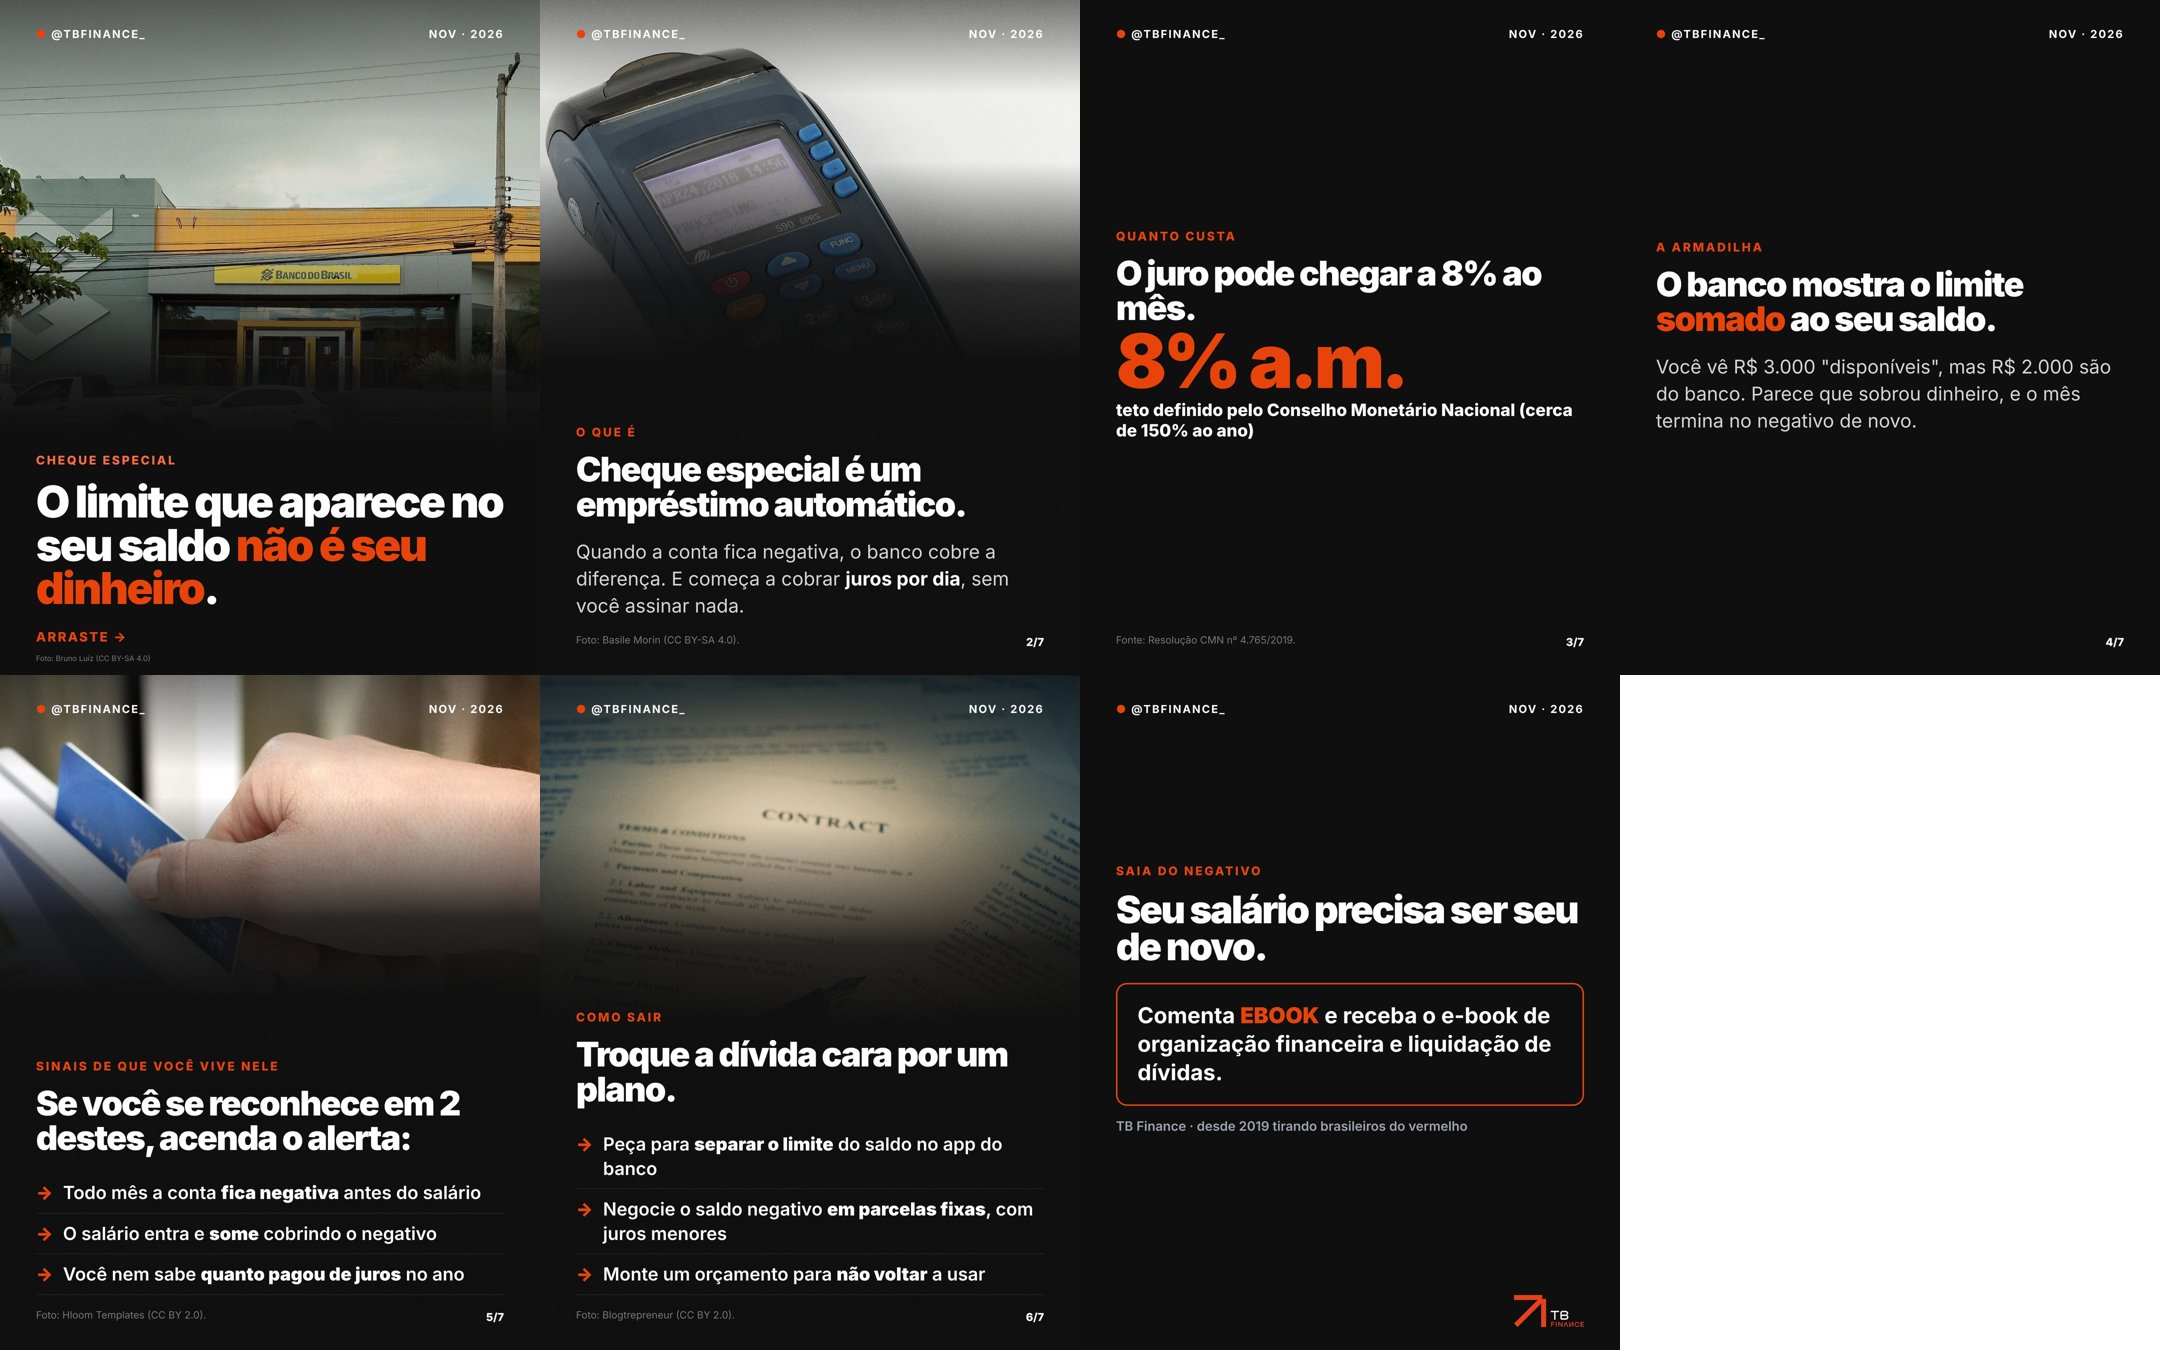 @TBFINANCE_
NOV · 2026
BANCO DO BRASIL
CHEQUE ESPECIAL
O limite que aparece no
seu saldo não é seu
dinheiro.
ARRASTE →
Foto: Bruno Luiz (CC BY-SA 4.0)
@TBFINANCE_
NOV · 2026
S90 GPRS
FUNC
MENU
O QUE É
Cheque especial é um
empréstimo automático.
Quando a conta fica negativa, o banco cobre a
diferença. E começa a cobrar juros por dia, sem
você assinar nada.
Foto: Basile Morin (CC BY-SA 4.0).
2/7
@TBFINANCE_
NOV · 2026
QUANTO CUSTA
O juro pode chegar a 8% ao
mês.
8% a.m.
teto definido pelo Conselho Monetário Nacional (cerca
de 150% ao ano)
Fonte: Resolução CMN nº 4.765/2019.
3/7
@TBFINANCE_
NOV · 2026
A ARMADILHA
O banco mostra o limite
somado ao seu saldo.
Você vê R$ 3.000 "disponíveis", mas R$ 2.000 são
do banco. Parece que sobrou dinheiro, e o mês
termina no negativo de novo.
4/7
@TBFINANCE_
NOV · 2026
SINAIS DE QUE VOCÊ VIVE NELE
Se você se reconhece em 2
destes, acenda o alerta:
→ Todo mês a conta fica negativa antes do salário
→ O salário entra e some cobrindo o negativo
→ Você nem sabe quanto pagou de juros no ano
Foto: Hloom Templates (CC BY 2.0).
5/7
@TBFINANCE_
NOV · 2026
CONTRACT
TERMS & CONDITIONS
COMO SAIR
Troque a dívida cara por um
plano.
→ Peça para separar o limite do saldo no app do
banco
→ Negocie o saldo negativo em parcelas fixas, com
juros menores
→ Monte um orçamento para não voltar a usar
Foto: Blogtrepreneur (CC BY 2.0).
6/7
@TBFINANCE_
NOV · 2026
SAIA DO NEGATIVO
Seu salário precisa ser seu
de novo.
Comenta EBOOK e receba o e-book de
organização financeira e liquidação de
dívidas.
TB Finance · desde 2019 tirando brasileiros do vermelho
TB
FINANCE